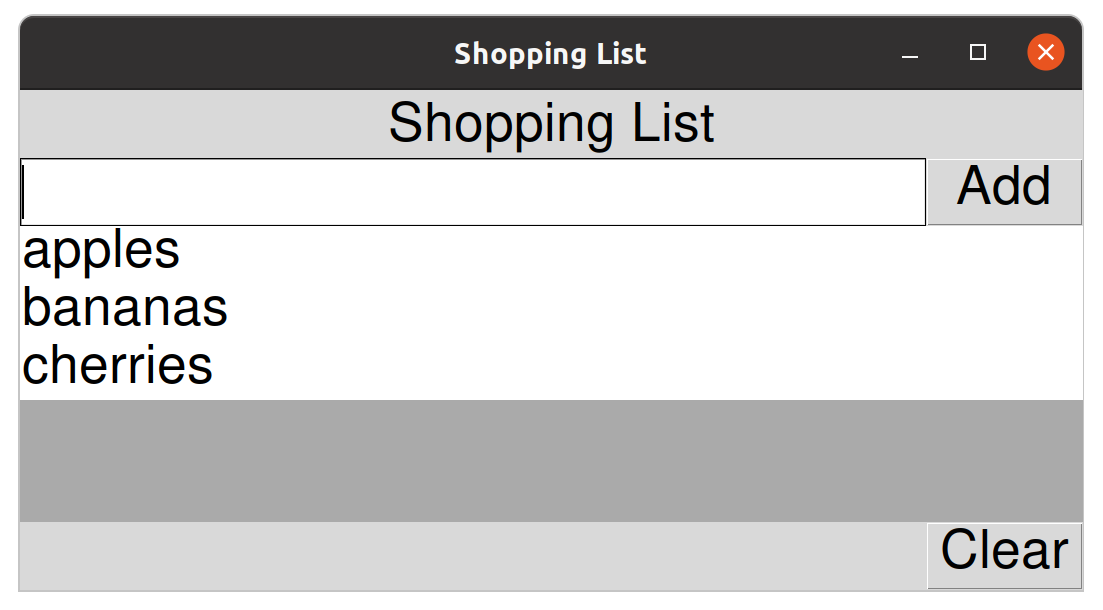 Shopping List
Shopping List
Add
apples
bananas
cherries
Clear